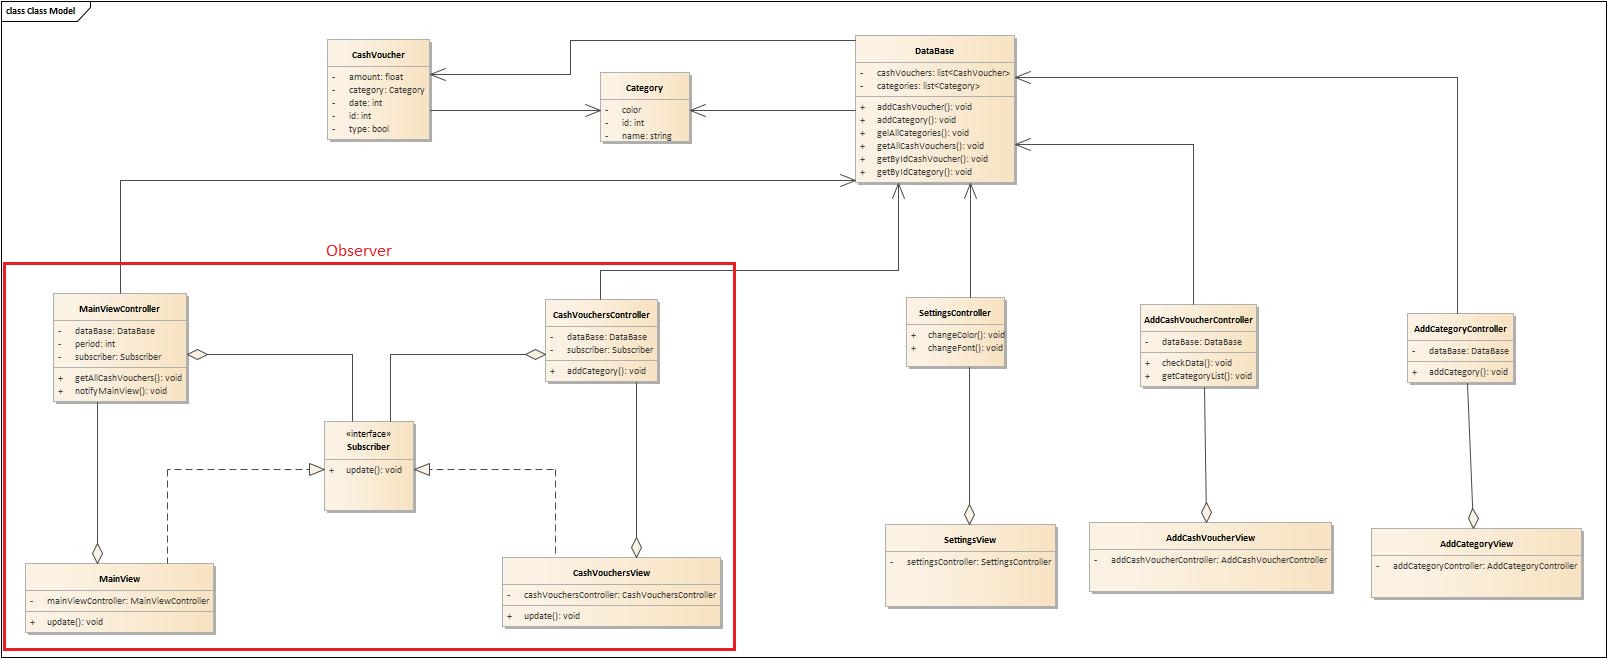 class Class Model
CashVoucher
- amount: float
- category: Category
- date: int
- id: int
- type: bool
Category
- color
- id: int
- name: string
DataBase
- cashVouchers: list<CashVoucher>
- categories: list<Category>
+ addCashVoucher(): void
+ addCategory(): void
+ gelAllCategories(): void
+ getAllCashVouchers(): void
+ getByIdCashVoucher(): void
+ getByIdCategory(): void
Observer
MainViewController
- dataBase: DataBase
- period: int
- subscriber: Subscriber
+ getAllCashVouchers(): void
+ notifyMainView(): void
CashVouchersController
- dataBase: DataBase
- subscriber: Subscriber
+ addCategory(): void
SettingsController
+ changeColor(): void
+ changeFont(): void
AddCashVoucherController
- dataBase: DataBase
+ checkData(): void
+ getCategoryList(): void
AddCategoryController
- dataBase: DataBase
+ addCategory(): void
«interface»
Subscriber
+ update(): void
MainView
- mainViewController: MainViewController
+ update(): void
CashVouchersView
- cashVouchersController: CashVouchersController
+ update(): void
SettingsView
- settingsController: SettingsController
AddCashVoucherView
- addCashVoucherController: AddCashVoucherController
AddCategoryView
- addCategoryController: AddCategoryController